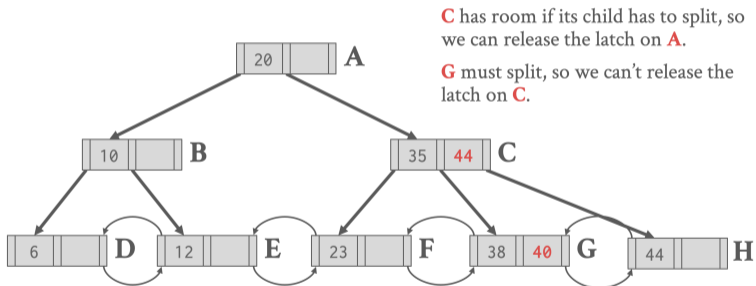 C has room if its child has to split, so
we can release the latch on A.
G must split, so we can't release the
latch on C.
20 A
10 B
35 44 C
6 D
12 E
23 F
38 40 G
44 H